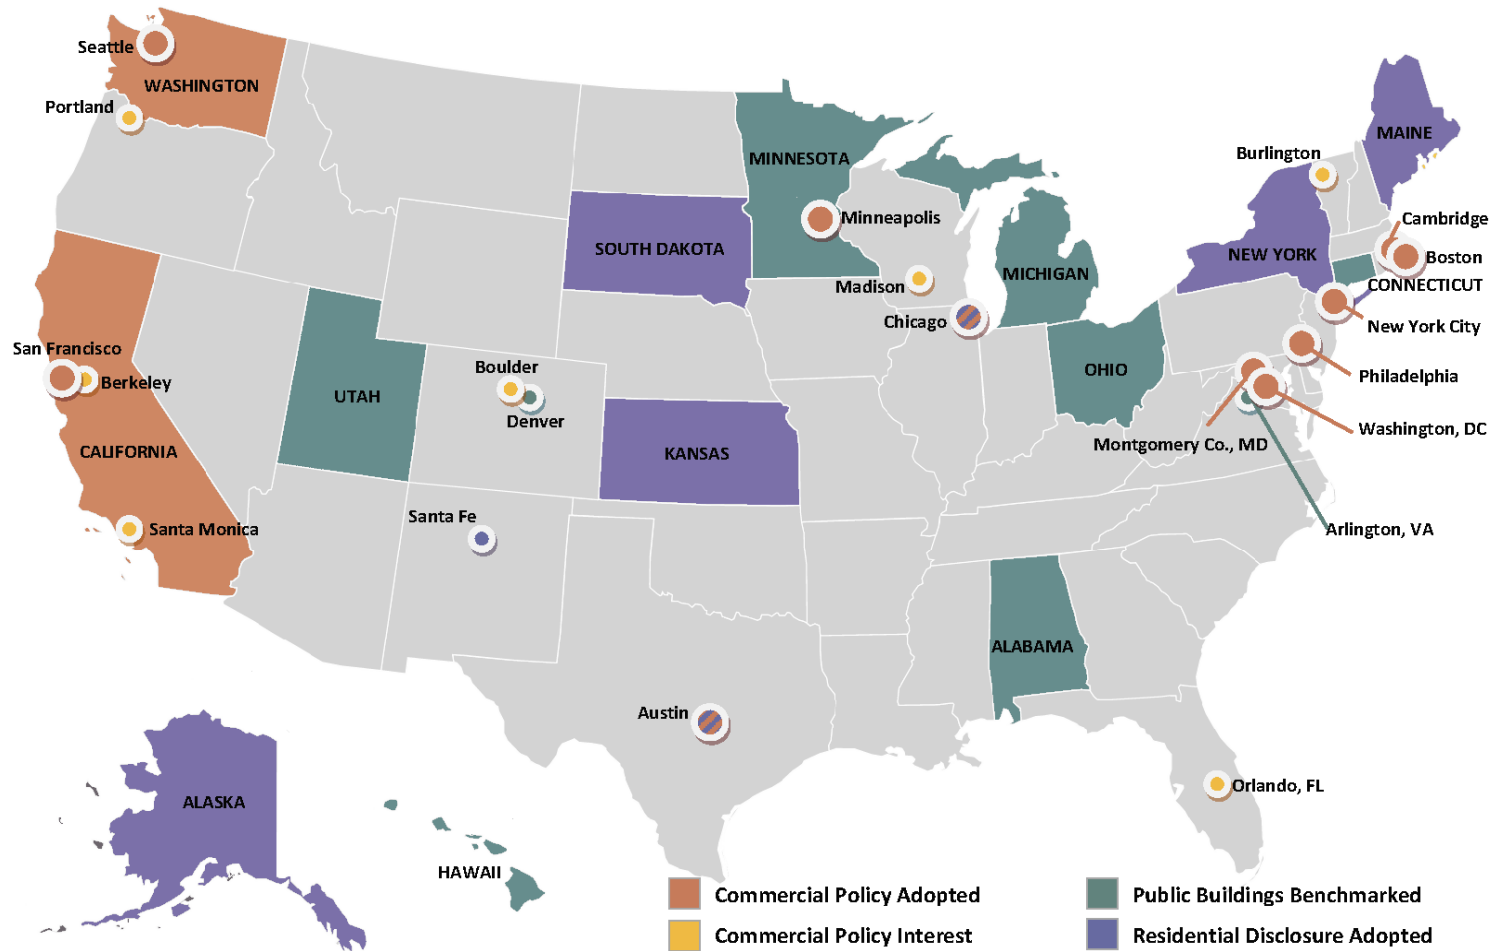 Seattle
WASHINGTON
Portland
MINNESOTA
MAINE
Burlington
Minneapolis
Cambridge
SOUTH DAKOTA
NEW YORK
Boston
MICHIGAN
Madison
CONNECTICUT
Chicago
New York City
San Francisco
Boulder
OHIO
Philadelphia
Berkeley
UTAH
Denver
Washington, DC
Montgomery Co., MD
CALIFORNIA
KANSAS
Santa Fe
Santa Monica
Arlington, VA
ALABAMA
Austin
Orlando, FL
ALASKA
HAWAII
Commercial Policy Adopted
Public Buildings Benchmarked
Commercial Policy Interest
Residential Disclosure Adopted